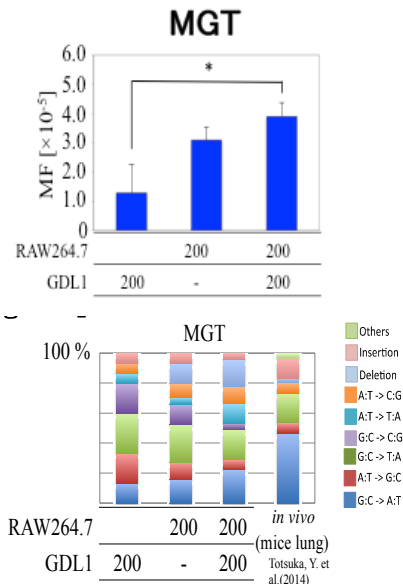 MGT
6.0
5.0
4.0
3.0
2.0
1.0
0
MF [×10⁻⁵]
*
RAW264.7 200 200
GDL1 200 - 200
MGT
100 %
Others
Insertion
Deletion
A:T -> C:G
A:T -> T:A
G:C -> C:G
G:C -> T:A
A:T -> G:C
G:C -> A:T
RAW264.7 200 200
GDL1 200 - 200
in vivo
(mice lung)
Totsuka, Y. et
al.(2014)